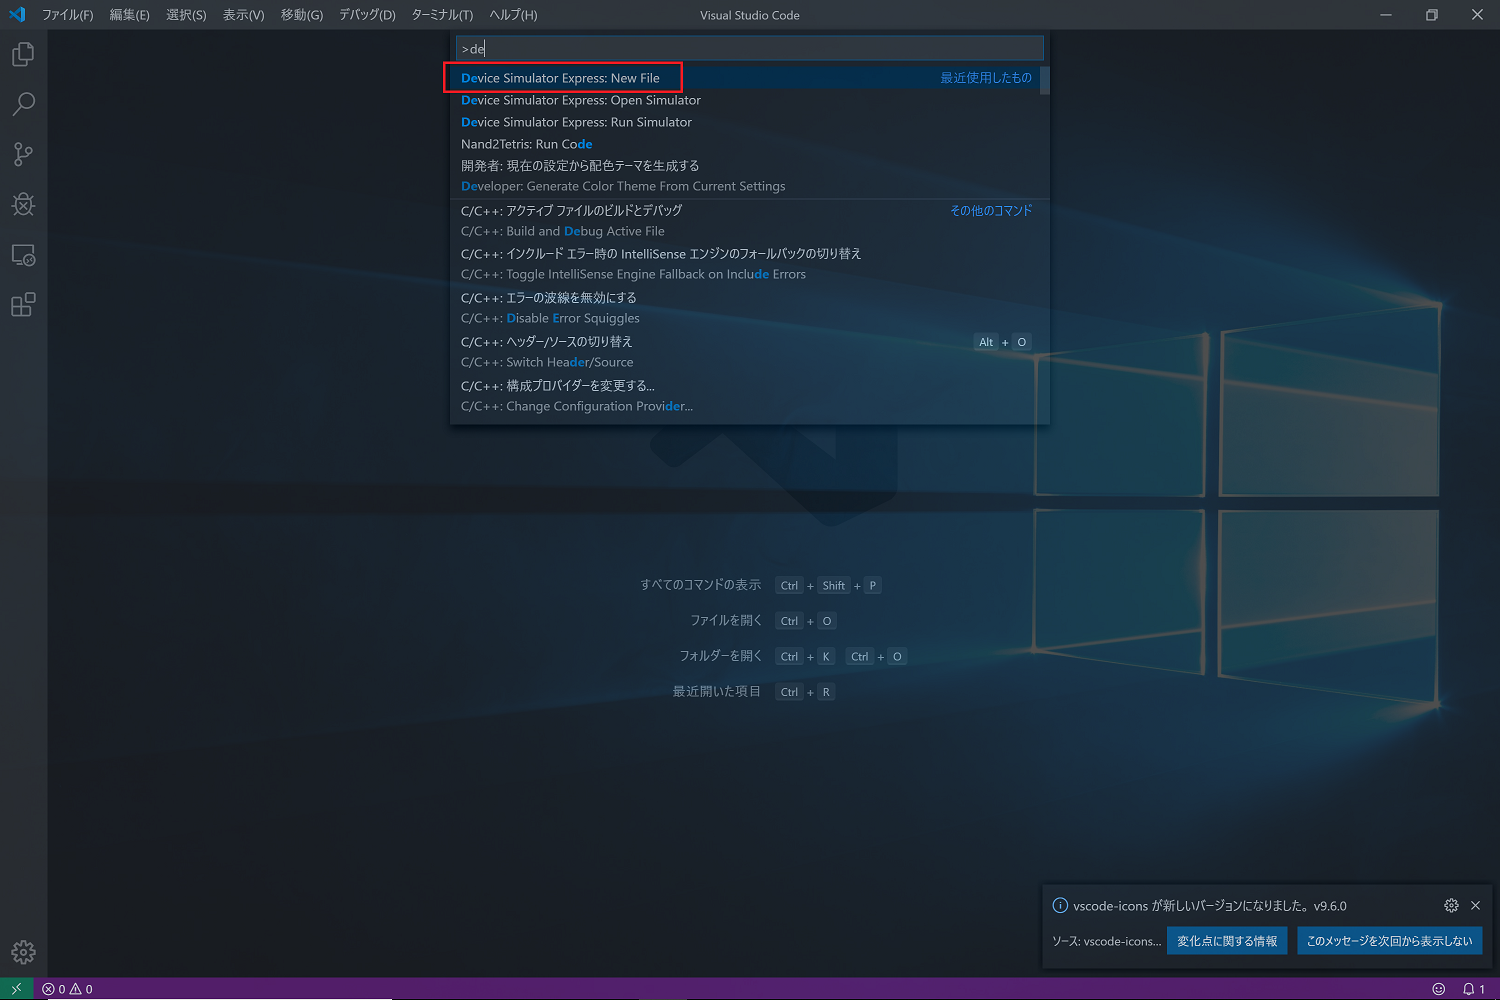 ファイル(F) 編集(E) 選択(S) 表示(V) 移動(G) デバッグ(D) ターミナル(T) ヘルプ(H) Visual Studio Code
>de
Device Simulator Express: New File 最近使用したもの
Device Simulator Express: Open Simulator
Device Simulator Express: Run Simulator
Nand2Tetris: Run Code
開発者: 現在の設定から配色テーマを生成する
Developer: Generate Color Theme From Current Settings
C/C++: アクティブ ファイルのビルドとデバッグ その他のコマンド
C/C++: Build and Debug Active File
C/C++: インクルード エラー時の IntelliSense エンジンのフォールバックの切り替え
C/C++: Toggle IntelliSense Engine Fallback on Include Errors
C/C++: エラーの波線を無効にする
C/C++: Disable Error Squiggles
C/C++: ヘッダー/ソースの切り替え Alt + O
C/C++: Switch Header/Source
C/C++: 構成プロバイダーを変更する...
C/C++: Change Configuration Provider...
すべてのコマンドの表示 Ctrl + Shift + P
ファイルを開く Ctrl + O
フォルダーを開く Ctrl + K Ctrl + O
最近開いた項目 Ctrl + R
vscode-icons が新しいバージョンになりました。 v9.6.0
ソース: vscode-icons... 変化点に関する情報 このメッセージを次回から表示しない
0 0 1